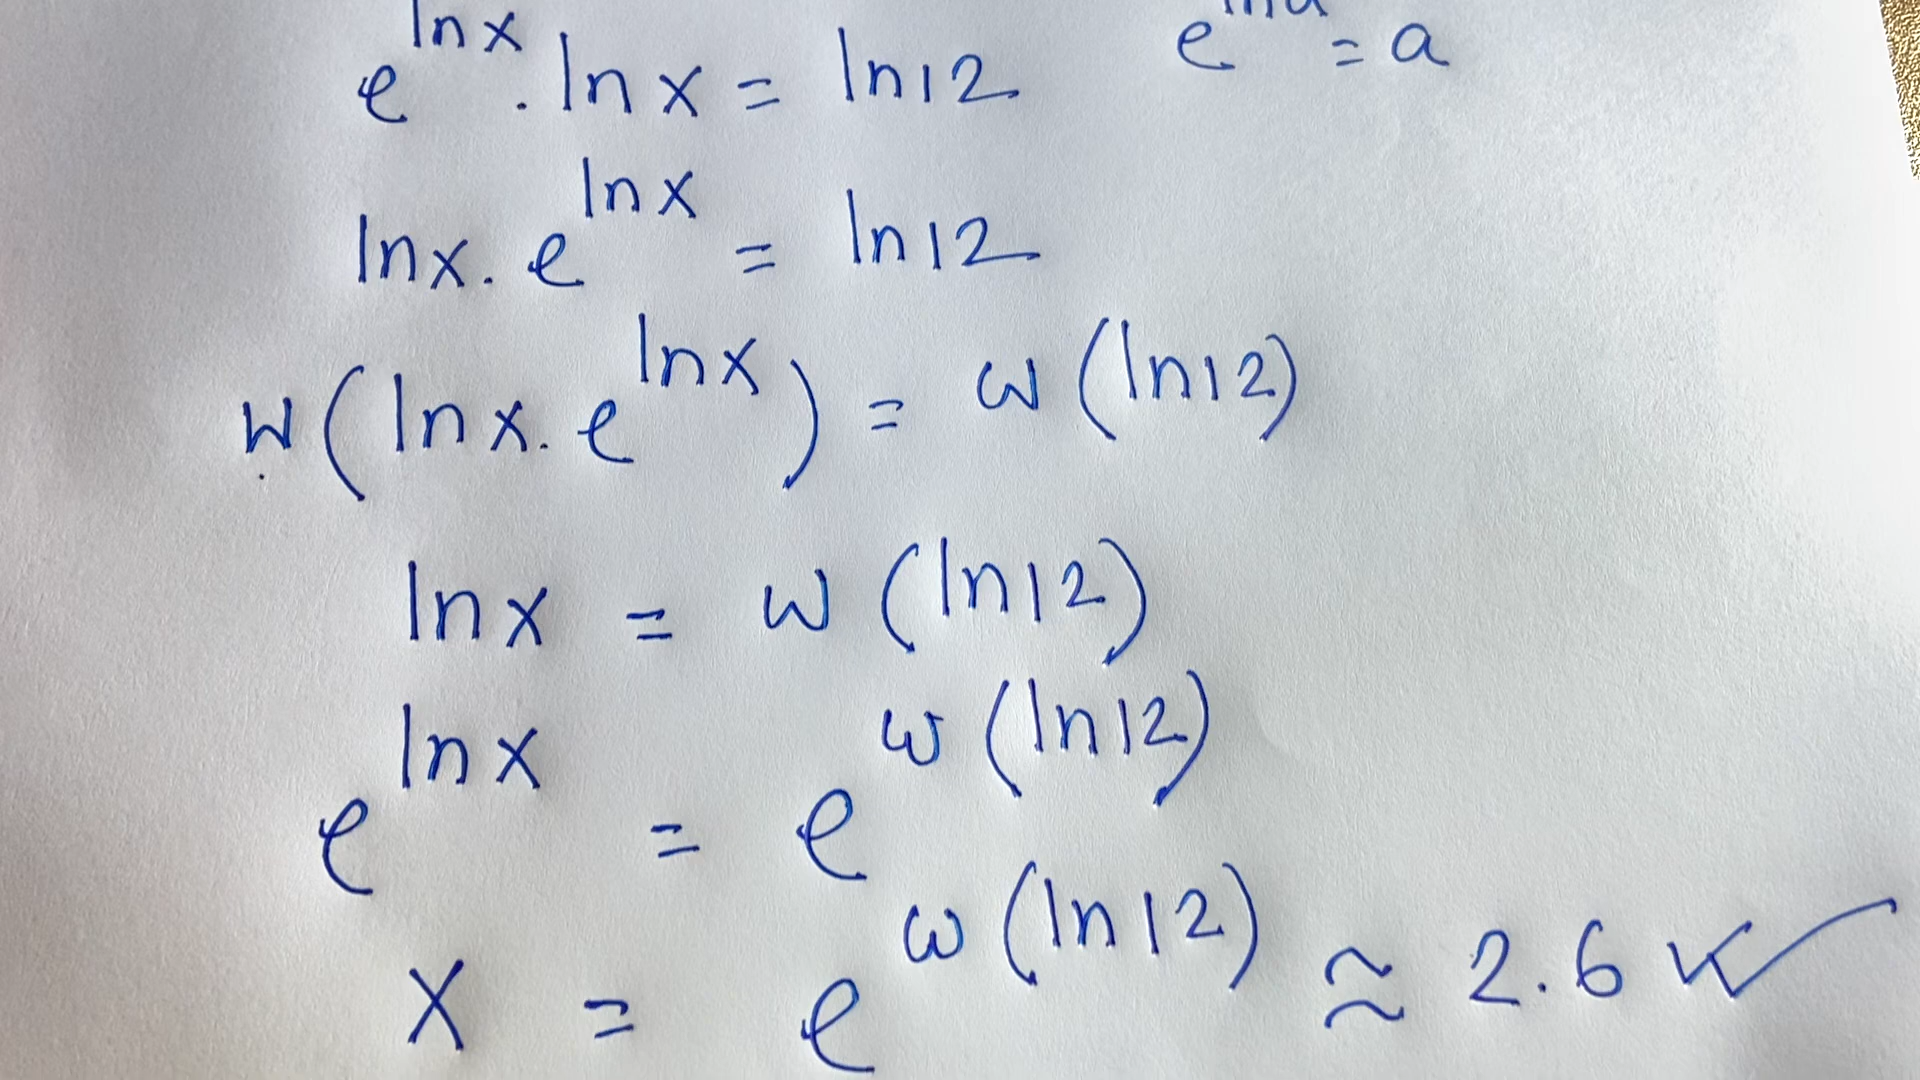 e^{ln x} . ln x = ln 12 e^{ln a} = a
ln x . e^{ln x} = ln 12
W ( ln x . e^{ln x} ) = W ( ln 12 )
ln x = W ( ln 12 )
e^{ln x} = e^{W ( ln 12 )}
x = e^{W ( ln 12 )} ≈ 2.6 ✓